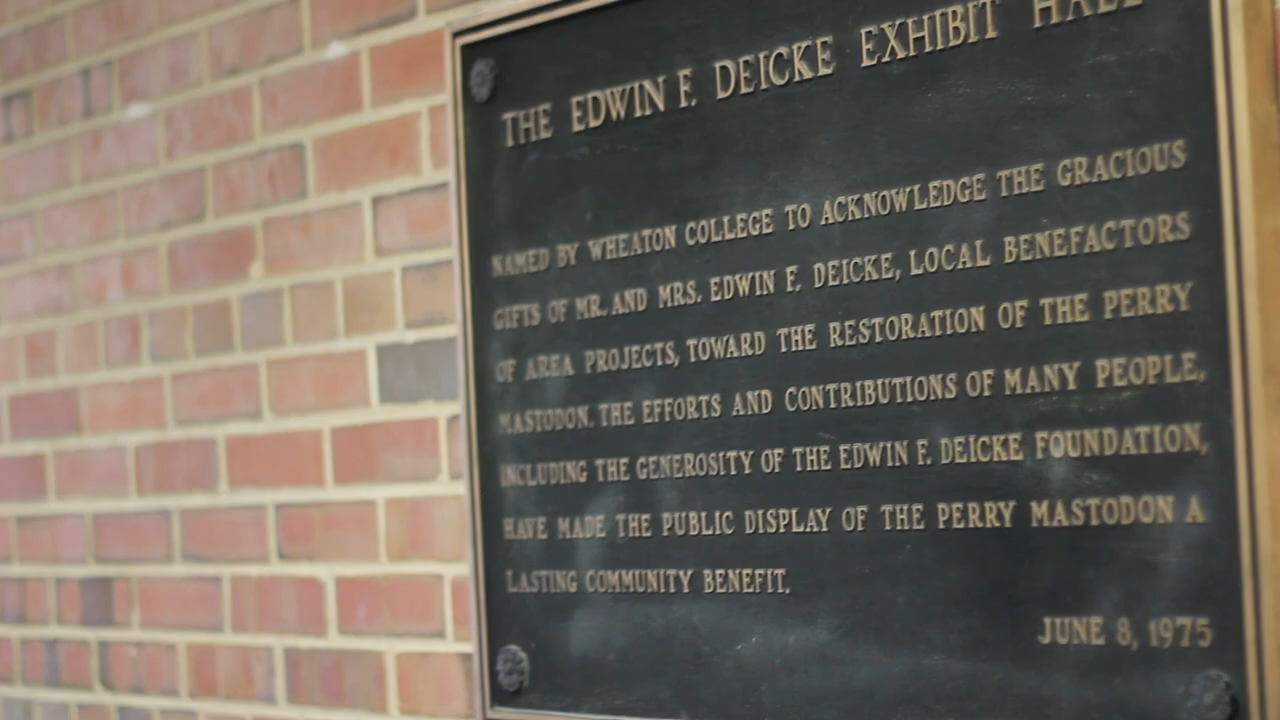 THE EDWIN F. DEICKE EXHIBIT HALL
NAMED BY WHEATON COLLEGE TO ACKNOWLEDGE THE GRACIOUS
GIFTS OF MR. AND MRS. EDWIN F. DEICKE, LOCAL BENEFACTORS
OF AREA PROJECTS, TOWARD THE RESTORATION OF THE PERRY
MASTODON. THE EFFORTS AND CONTRIBUTIONS OF MANY PEOPLE,
INCLUDING THE GENEROSITY OF THE EDWIN F. DEICKE FOUNDATION,
HAVE MADE THE PUBLIC DISPLAY OF THE PERRY MASTODON A
LASTING COMMUNITY BENEFIT.
JUNE 8, 1975